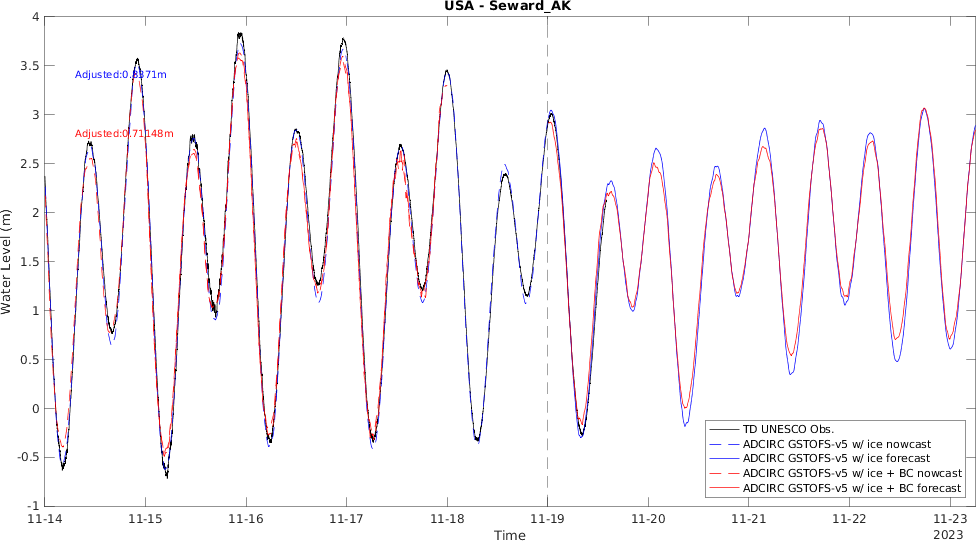 USA - Seward_AK
4
3.5
3
2.5
2
1.5
1
0.5
0
-0.5
-1
Water Level (m)
Adjusted:0.8371m
Adjusted:0.71148m
TD UNESCO Obs.
ADCIRC GSTOFS-v5 w/ ice nowcast
ADCIRC GSTOFS-v5 w/ ice forecast
ADCIRC GSTOFS-v5 w/ ice + BC nowcast
ADCIRC GSTOFS-v5 w/ ice + BC forecast
11-14 11-15 11-16 11-17 11-18 11-19 11-20 11-21 11-22 11-23
Time
2023